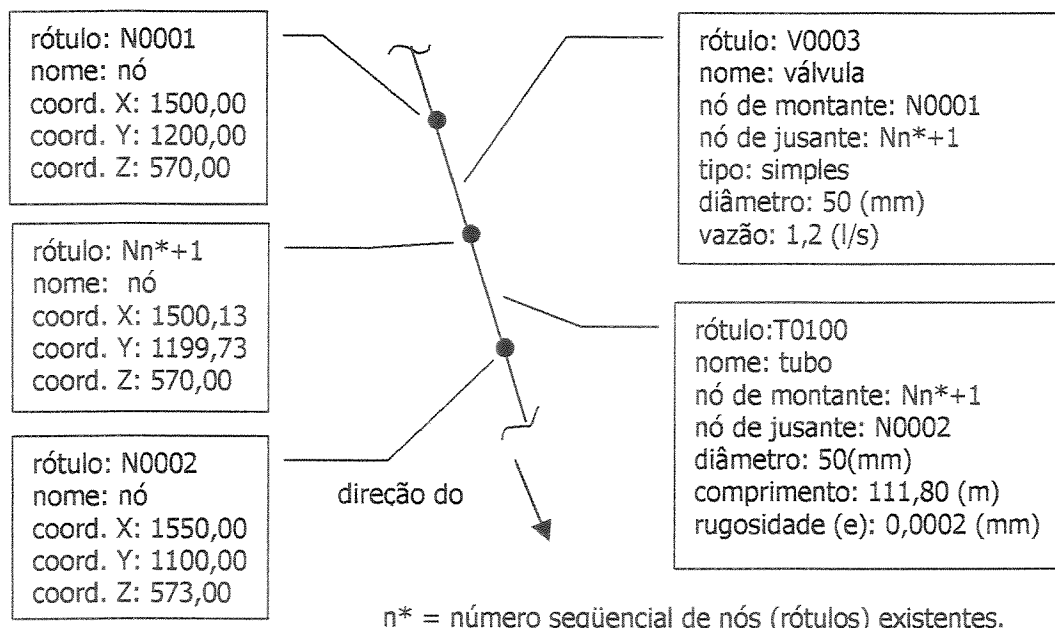 rótulo: N0001
nome: nó
coord. X: 1500,00
coord. Y: 1200,00
coord. Z: 570,00
rótulo: Nn*+1
nome: nó
coord. X: 1500,13
coord. Y: 1199,73
coord. Z: 570,00
rótulo: N0002
nome: nó
coord. X: 1550,00
coord. Y: 1100,00
coord. Z: 573,00
direção do
rótulo: V0003
nome: válvula
nó de montante: N0001
nó de jusante: Nn*+1
tipo: simples
diâmetro: 50 (mm)
vazão: 1,2 (l/s)
rótulo:T0100
nome: tubo
nó de montante: Nn*+1
nó de jusante: N0002
diâmetro: 50(mm)
comprimento: 111,80 (m)
rugosidade (e): 0,0002 (mm)
n* = número seqüencial de nós (rótulos) existentes.